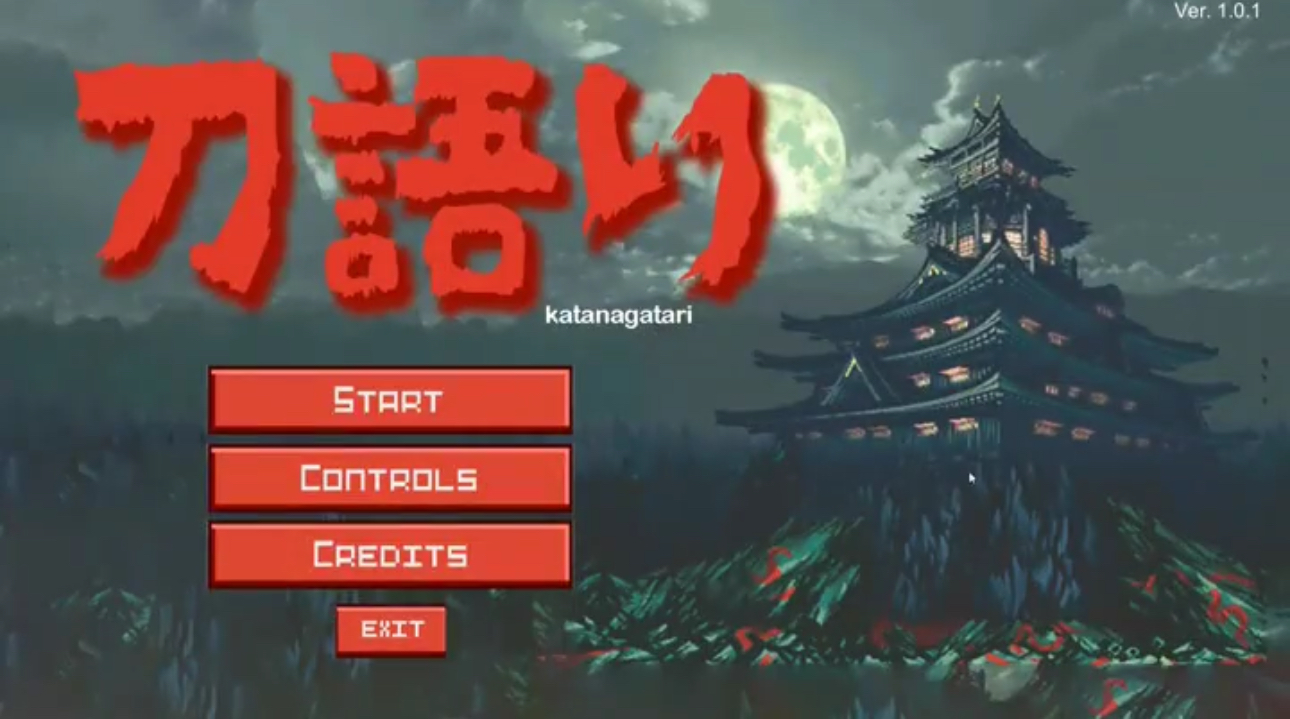 Ver. 1.0.1
刀語り
katanagatari
START
CONTROLS
CREDITS
EXIT